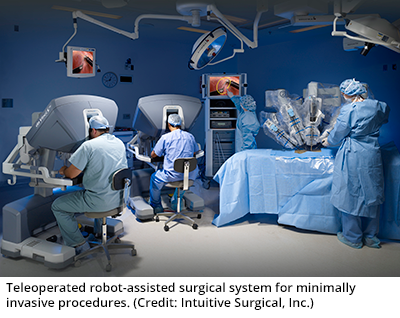 Teleoperated robot-assisted surgical system for minimally
invasive procedures. (Credit: Intuitive Surgical, Inc.)